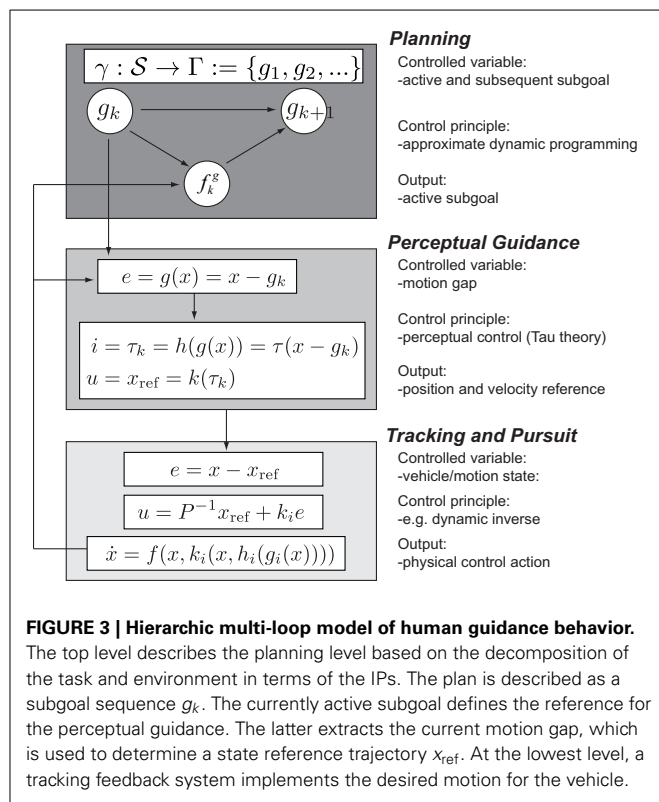 Planning
γ : S → Γ := {g₁, g₂, ...}
Controlled variable:
-active and subsequent subgoal
gₖ
gₖ₊₁
Control principle:
-approximate dynamic programming
fₖᵍ
Output:
-active subgoal
Perceptual Guidance
e = g(x) = x − gₖ
Controlled variable:
-motion gap
i = τₖ = h(g(x)) = τ(x − gₖ)
u = x_ref = k(τₖ)
Control principle:
-perceptual control (Tau theory)
Output:
-position and velocity reference
Tracking and Pursuit
e = x − x_ref
Controlled variable:
-vehicle/motion state:
u = P⁻¹x_ref + kᵢe
Control principle:
-e.g. dynamic inverse
ẋ = f(x, kᵢ(x, hᵢ(gᵢ(x))))
Output:
-physical control action
FIGURE 3 | Hierarchic multi-loop model of human guidance behavior.
The top level describes the planning level based on the decomposition of
the task and environment in terms of the IPs. The plan is described as a
subgoal sequence gₖ. The currently active subgoal defines the reference for
the perceptual guidance. The latter extracts the current motion gap, which
is used to determine a state reference trajectory x_ref. At the lowest level, a
tracking feedback system implements the desired motion for the vehicle.